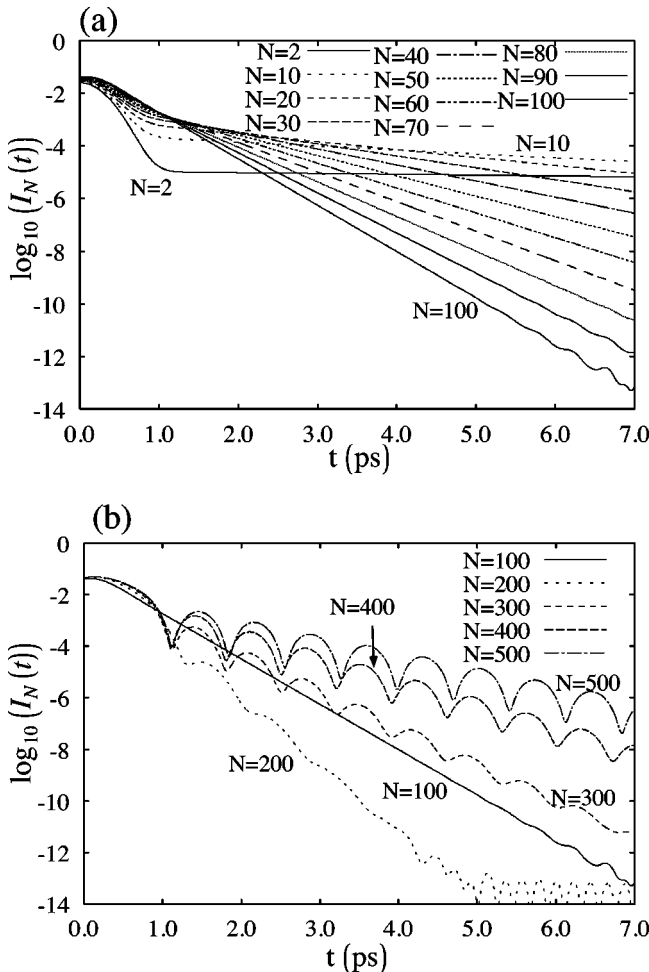 (a)
0
-2
-4
-6
-8
-10
-12
-14
log10 (IN(t))
N=2
N=10
N=20
N=30
N=40
N=50
N=60
N=70
N=80
N=90
N=100
N=10
N=2
N=100
0.0 1.0 2.0 3.0 4.0 5.0 6.0 7.0
t (ps)
(b)
0
-2
-4
-6
-8
-10
-12
-14
log10 (IN(t))
N=100
N=200
N=300
N=400
N=500
N=400
N=500
N=200
N=100
N=300
0.0 1.0 2.0 3.0 4.0 5.0 6.0 7.0
t (ps)